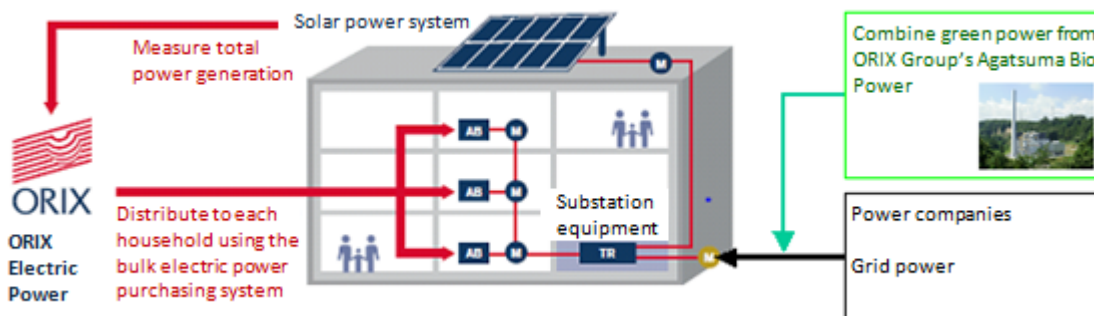 Solar power system
Measure total
power generation
ORIX
ORIX
Electric
Power
Distribute to each
household using the
bulk electric power
purchasing system
M
AB M
AB M
AB M
Substation
equipment
TR
M
Combine green power from
ORIX Group's Agatsuma Bio
Power
Power companies
Grid power